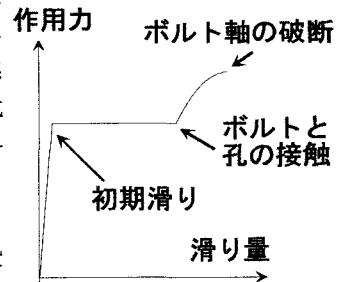 作用力
ボルト軸の破断
ボルトと
孔の接触
初期滑り
滑り量